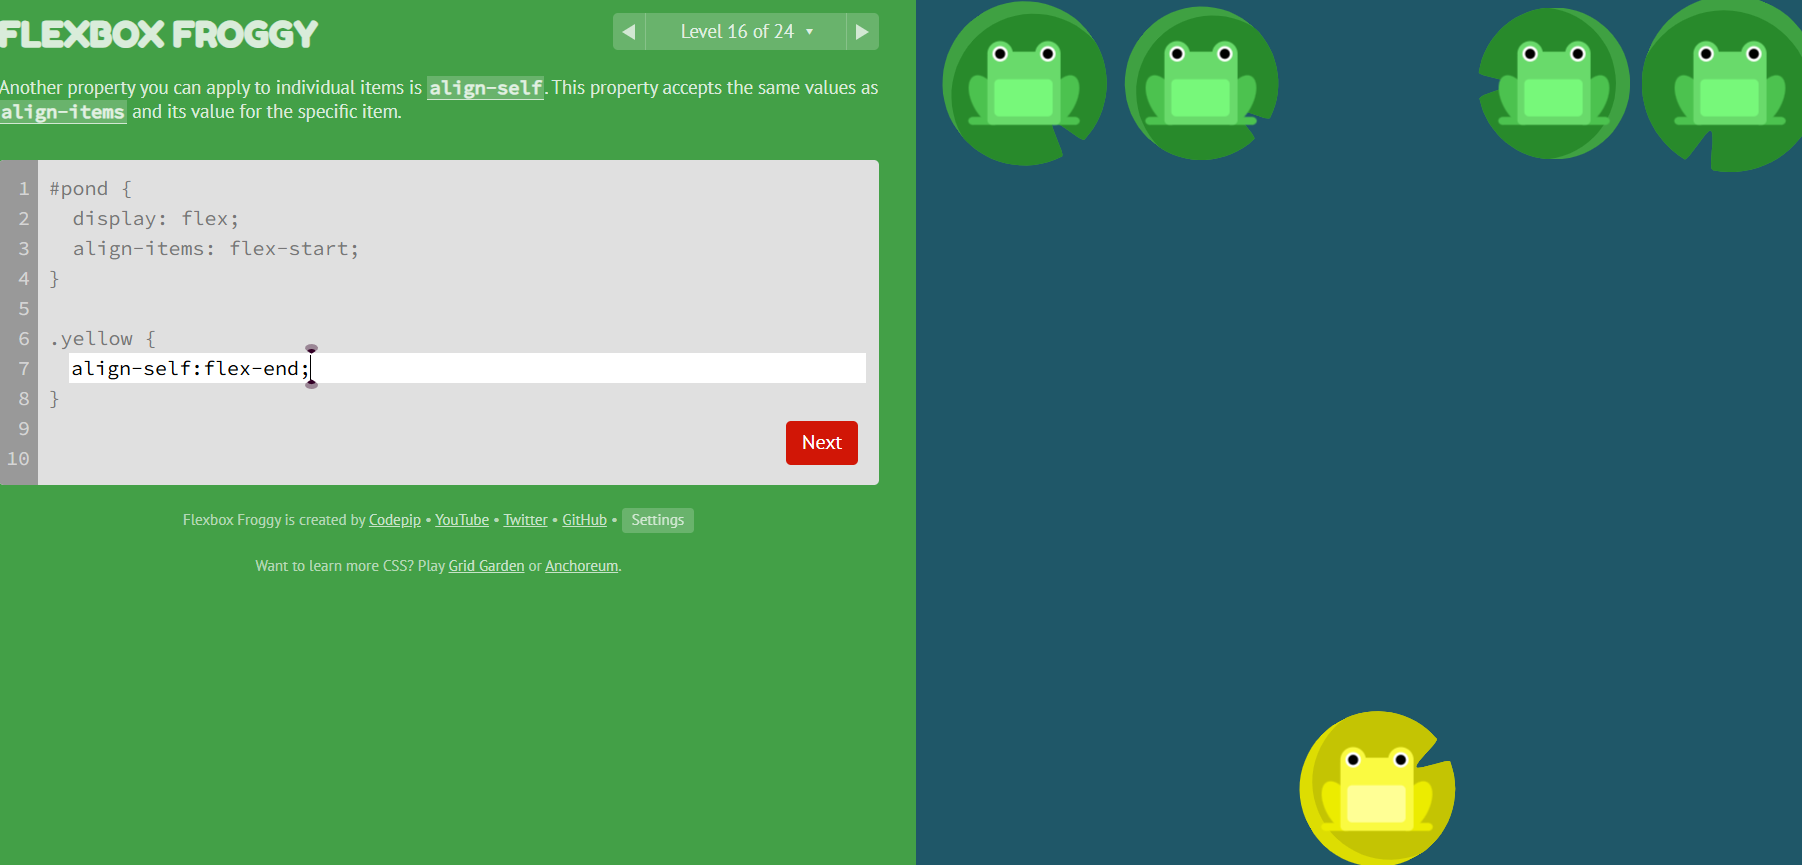 FLEXBOX FROGGY
◀ Level 16 of 24 ▾ ▶
Another property you can apply to individual items is align-self. This property accepts the same values as
align-items and its value for the specific item.
1 #pond {
2   display: flex;
3   align-items: flex-start;
4 }
5
6 .yellow {
7   align-self:flex-end;
8 }
9
10
Next
Flexbox Froggy is created by Codepip • YouTube • Twitter • GitHub • Settings
Want to learn more CSS? Play Grid Garden or Anchoreum.